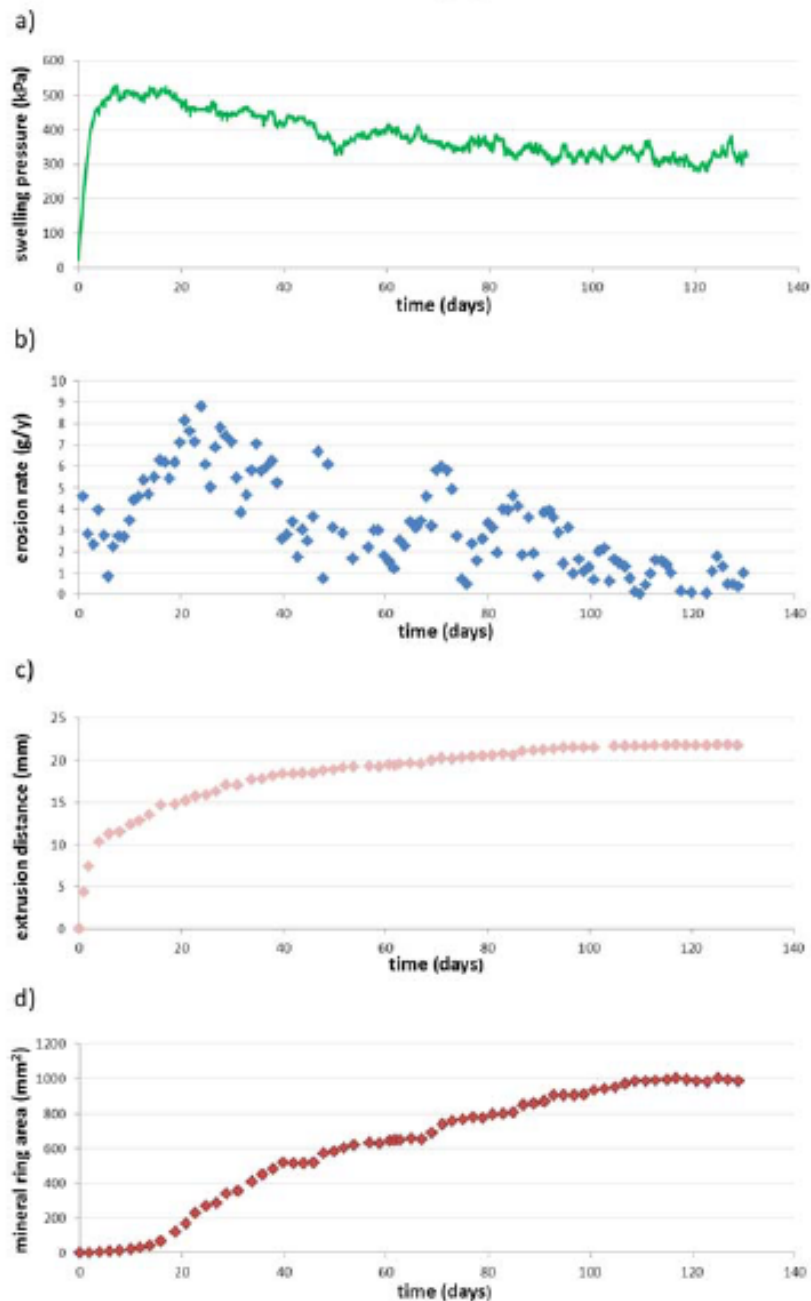 a)
600
500
400
300
200
100
0
swelling pressure (kPa)
0 20 40 60 80 100 120 140
time (days)
b)
10
9
8
7
6
5
4
3
2
1
0
erosion rate (g/y)
0 20 40 60 80 100 120 140
time (days)
c)
25
20
15
10
5
0
extrusion distance (mm)
0 20 40 60 80 100 120 140
time (days)
d)
1200
1000
800
600
400
200
0
mineral ring area (mm²)
0 20 40 60 80 100 120 140
time (days)